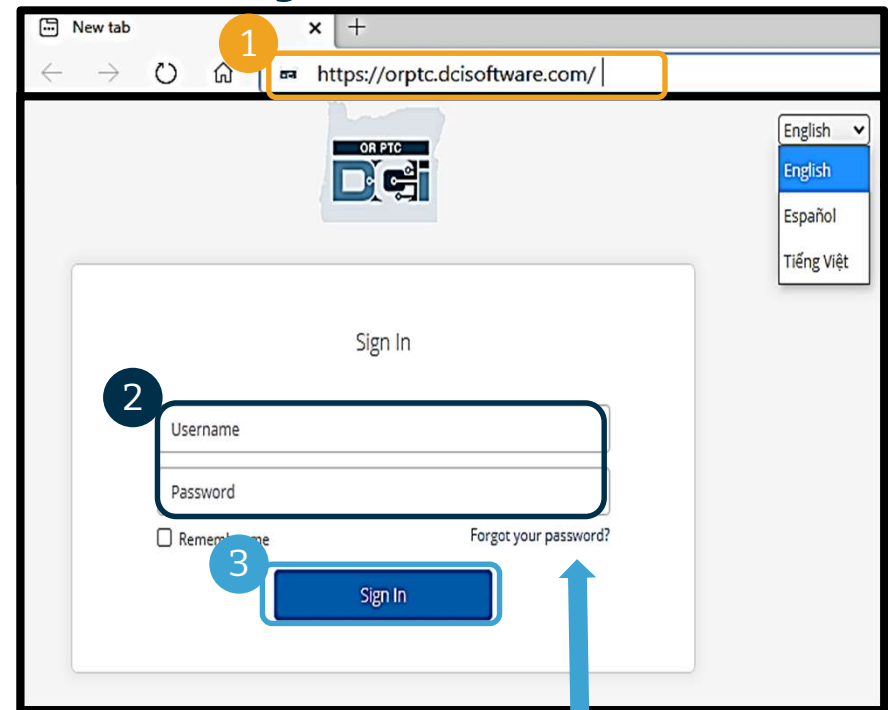 New tab
1
https://orptc.dcisoftware.com/
OR PTC
DCi
English
English
Español
Tiếng Việt
Sign In
2
Username
Password
Forgot your password?
3
Sign In